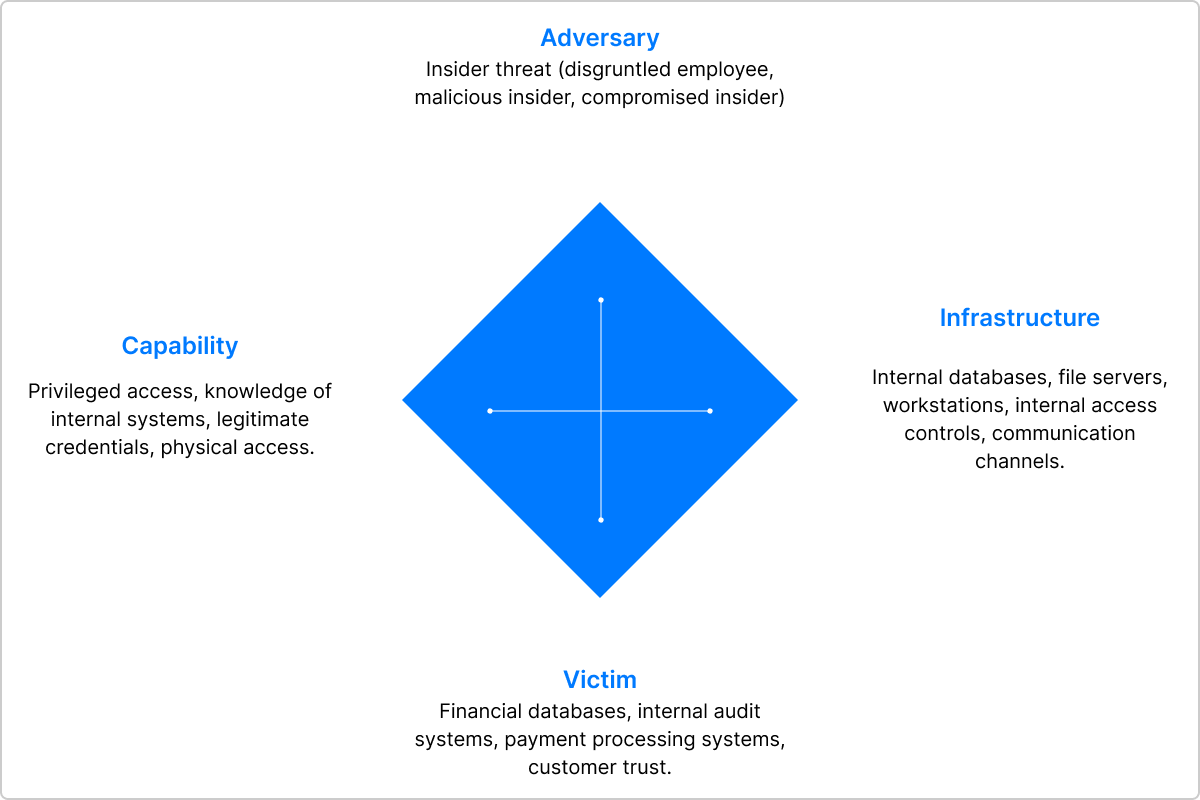 Adversary
Insider threat (disgruntled employee,
malicious insider, compromised insider)
Capability
Privileged access, knowledge of
internal systems, legitimate
credentials, physical access.
Infrastructure
Internal databases, file servers,
workstations, internal access
controls, communication
channels.
Victim
Financial databases, internal audit
systems, payment processing systems,
customer trust.